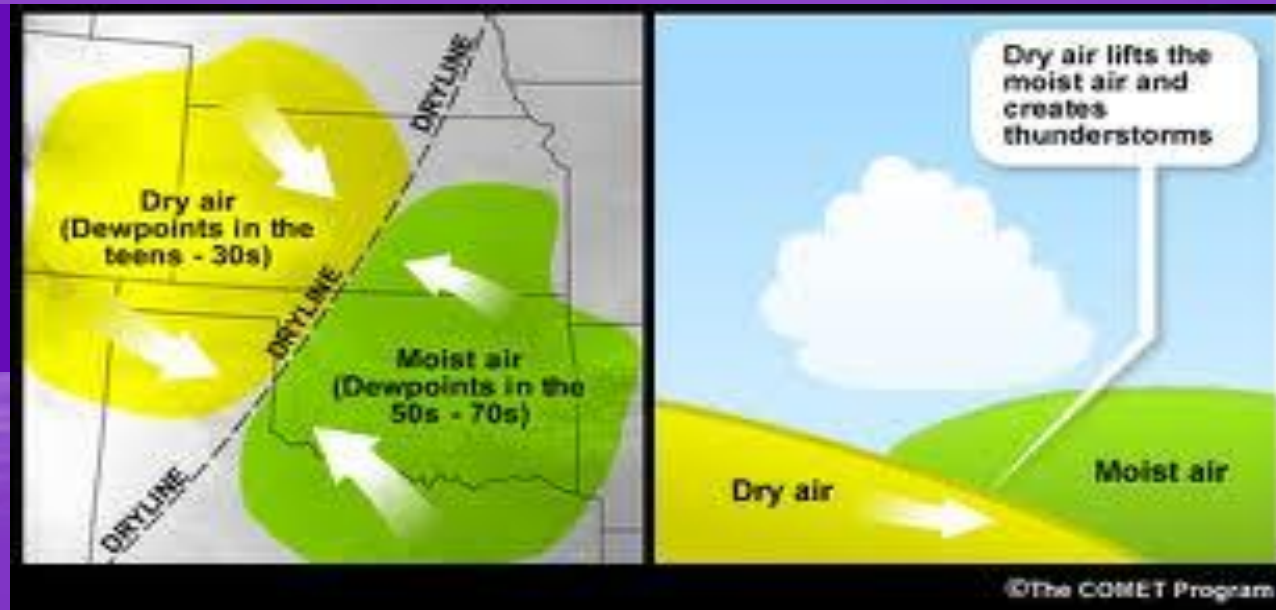 DRYLINE
Dry air
(Dewpoints in the
teens - 30s)
DRYLINE
Moist air
(Dewpoints in the
50s - 70s)
DRYLINE
Dry air lifts the
moist air and
creates
thunderstorms
Dry air
Moist air
©The COMET Program